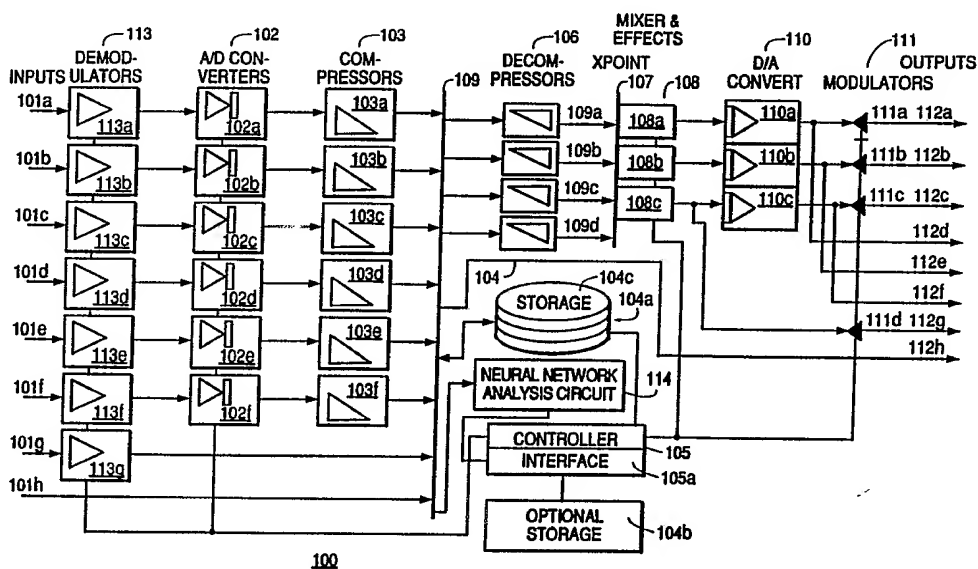 113
DEMOD-
ULATORS
INPUTS
102
A/D CON-
VERTERS
103
COM-
PRESSORS
109
106
DECOM-
PRESSORS
MIXER &
EFFECTS
XPOINT
107
108
110
D/A
CONVERT
111
MODULATORS
OUTPUTS
101a
113a
102a
103a
109a
108a
110a
111a 112a
101b
113b
102b
103b
109b
108b
110b
111b 112b
101c
113c
102c
103c
109c
108c
110c
111c 112c
109d
112d
112e
101d
113d
102d
103d
104
104c
STORAGE
104a
112f
111d 112g
112h
101e
113e
102e
103e
NEURAL NETWORK
ANALYSIS CIRCUIT
114
101f
113f
102f
103f
101g
113g
CONTROLLER
105
INTERFACE
105a
101h
OPTIONAL
STORAGE
104b
100